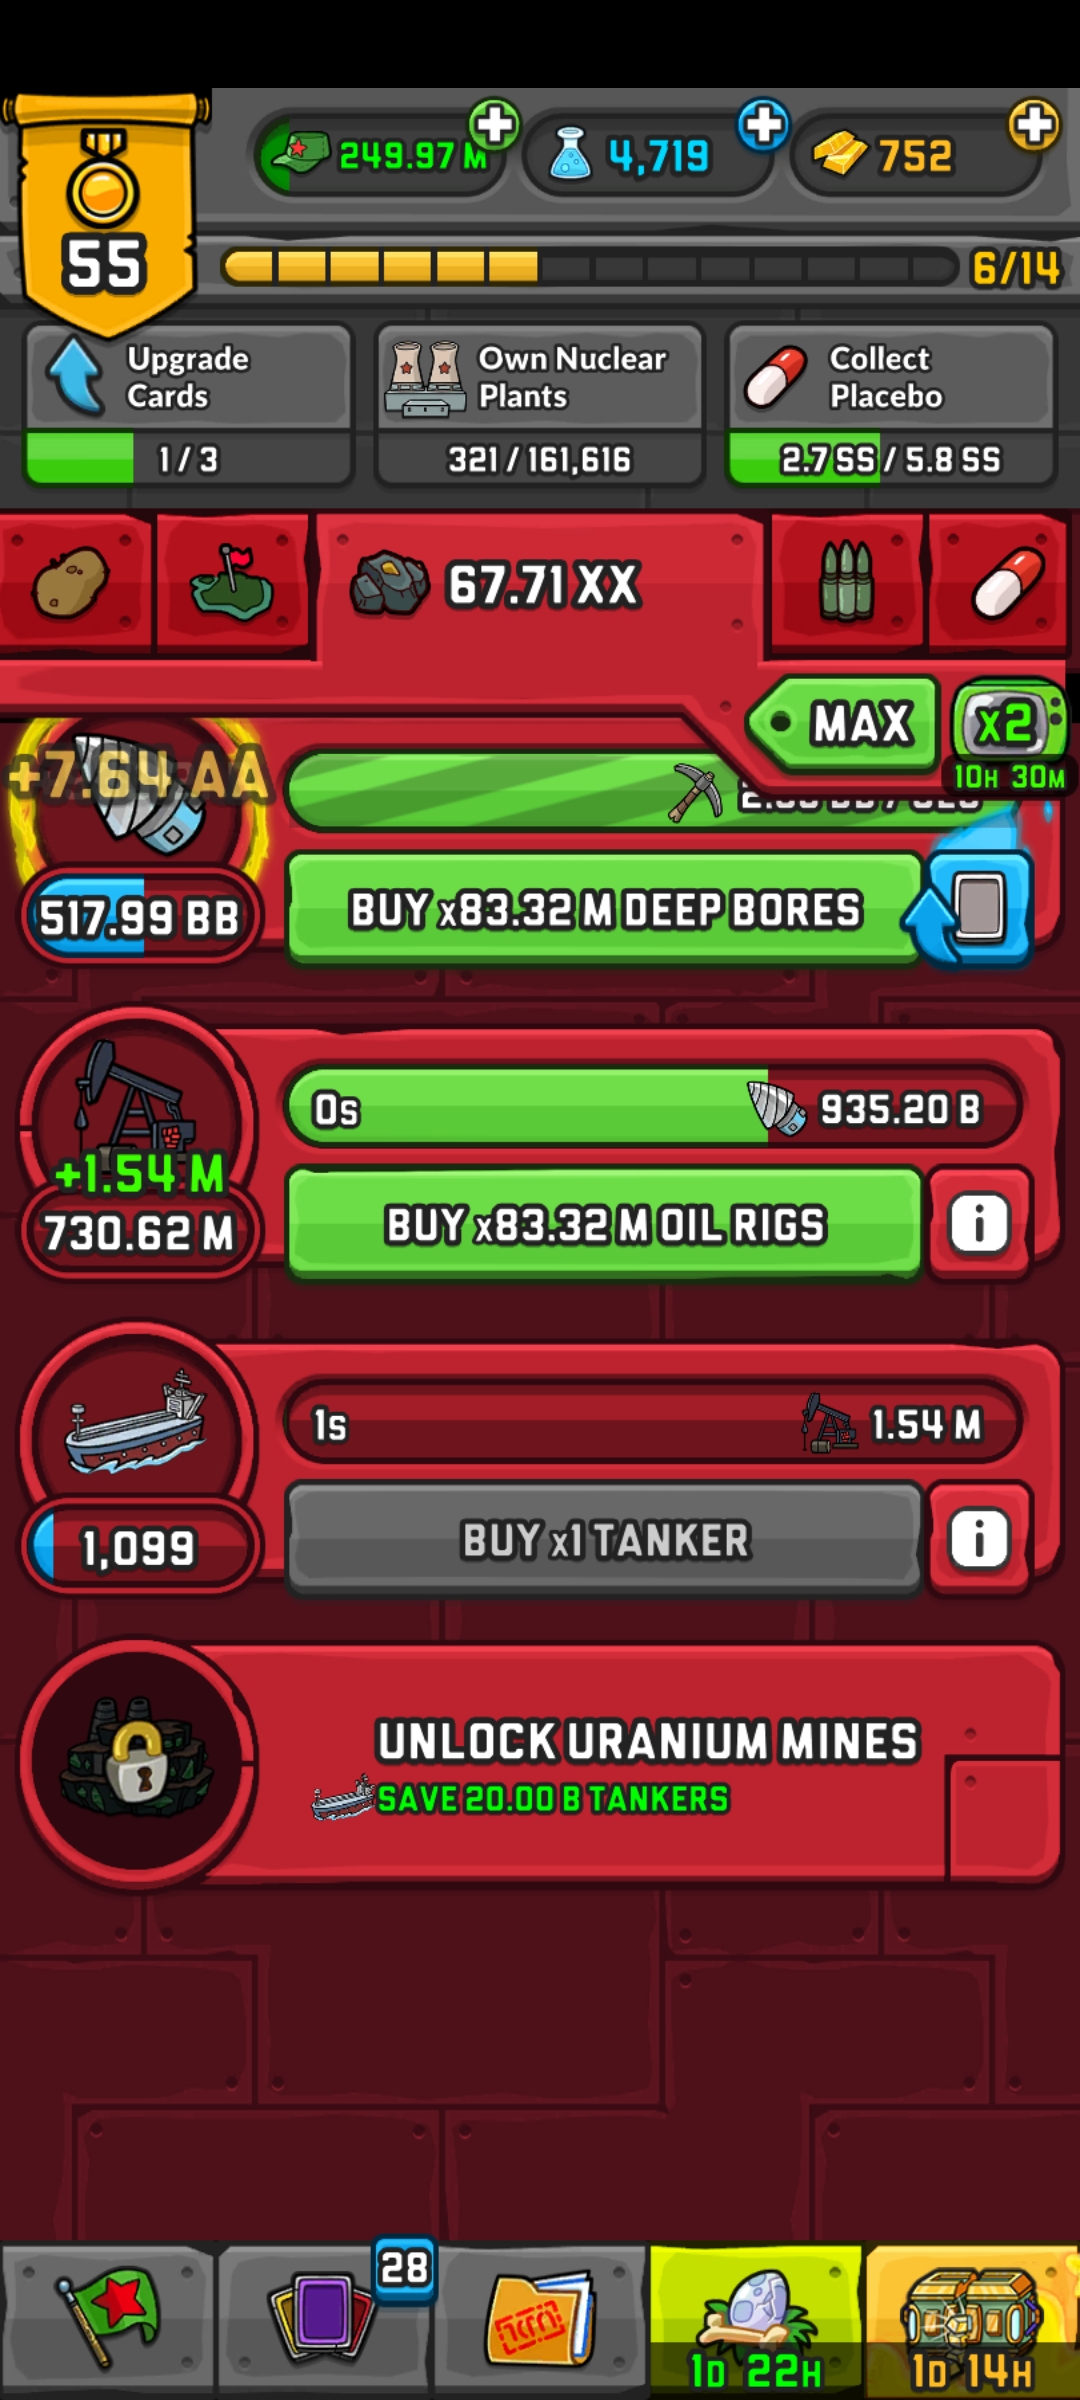 249.97 M
4,719
752
55
6/14
Upgrade
Cards
1 / 3
Own Nuclear
Plants
321 / 161,616
Collect
Placebo
2.7 SS / 5.8 SS
67.71 XX
MAX
x2
10H 30M
+7.64 AA
517.99 BB
BUY x83.32 M DEEP BORES
0s
935.20 B
+1.54 M
730.62 M
BUY x83.32 M OIL RIGS
i
1s
1.54 M
1,099
BUY x1 TANKER
i
UNLOCK URANIUM MINES
SAVE 20.00 B TANKERS
28
1D 22H
1D 14H